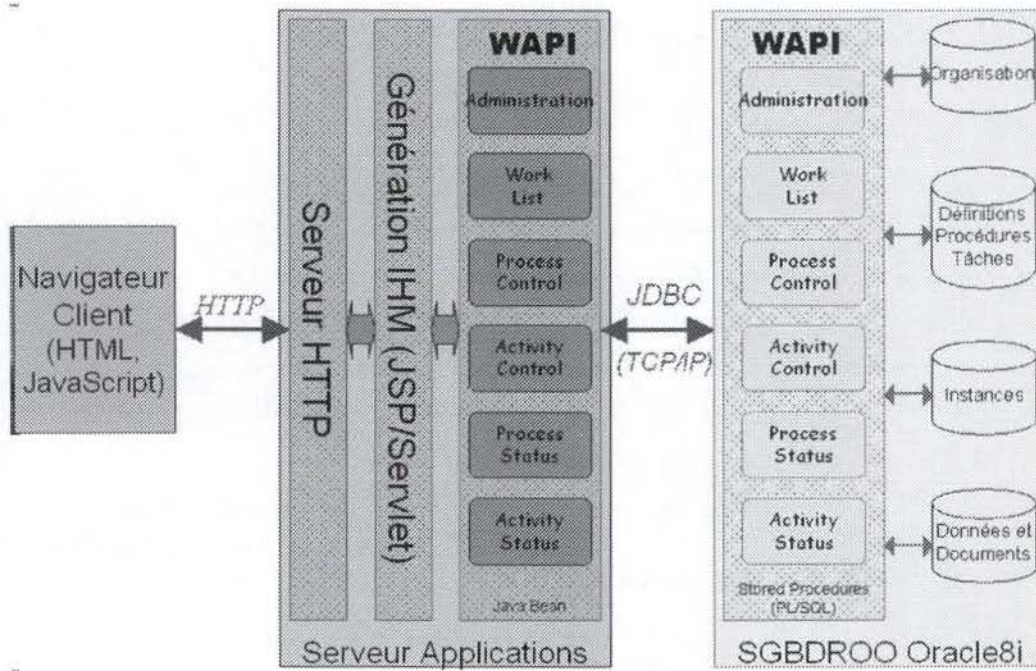 Navigateur
Client
(HTML,
JavaScript)
HTTP
Serveur HTTP
Génération IHM (JSP/Servlet)
WAPI
Administration
Work
List
Process
Control
Activity
Control
Process
Status
Activity
Status
Java Bean
Serveur Applications
JDBC
(TCP/IP)
WAPI
Administration
Work
List
Process
Control
Activity
Control
Process
Status
Activity
Status
Stored Procedures
(PL/SQL)
SGBDROO Oracle8i
Organisation
Définitions
Procédures
Tâches
Instances
Données et
Documents